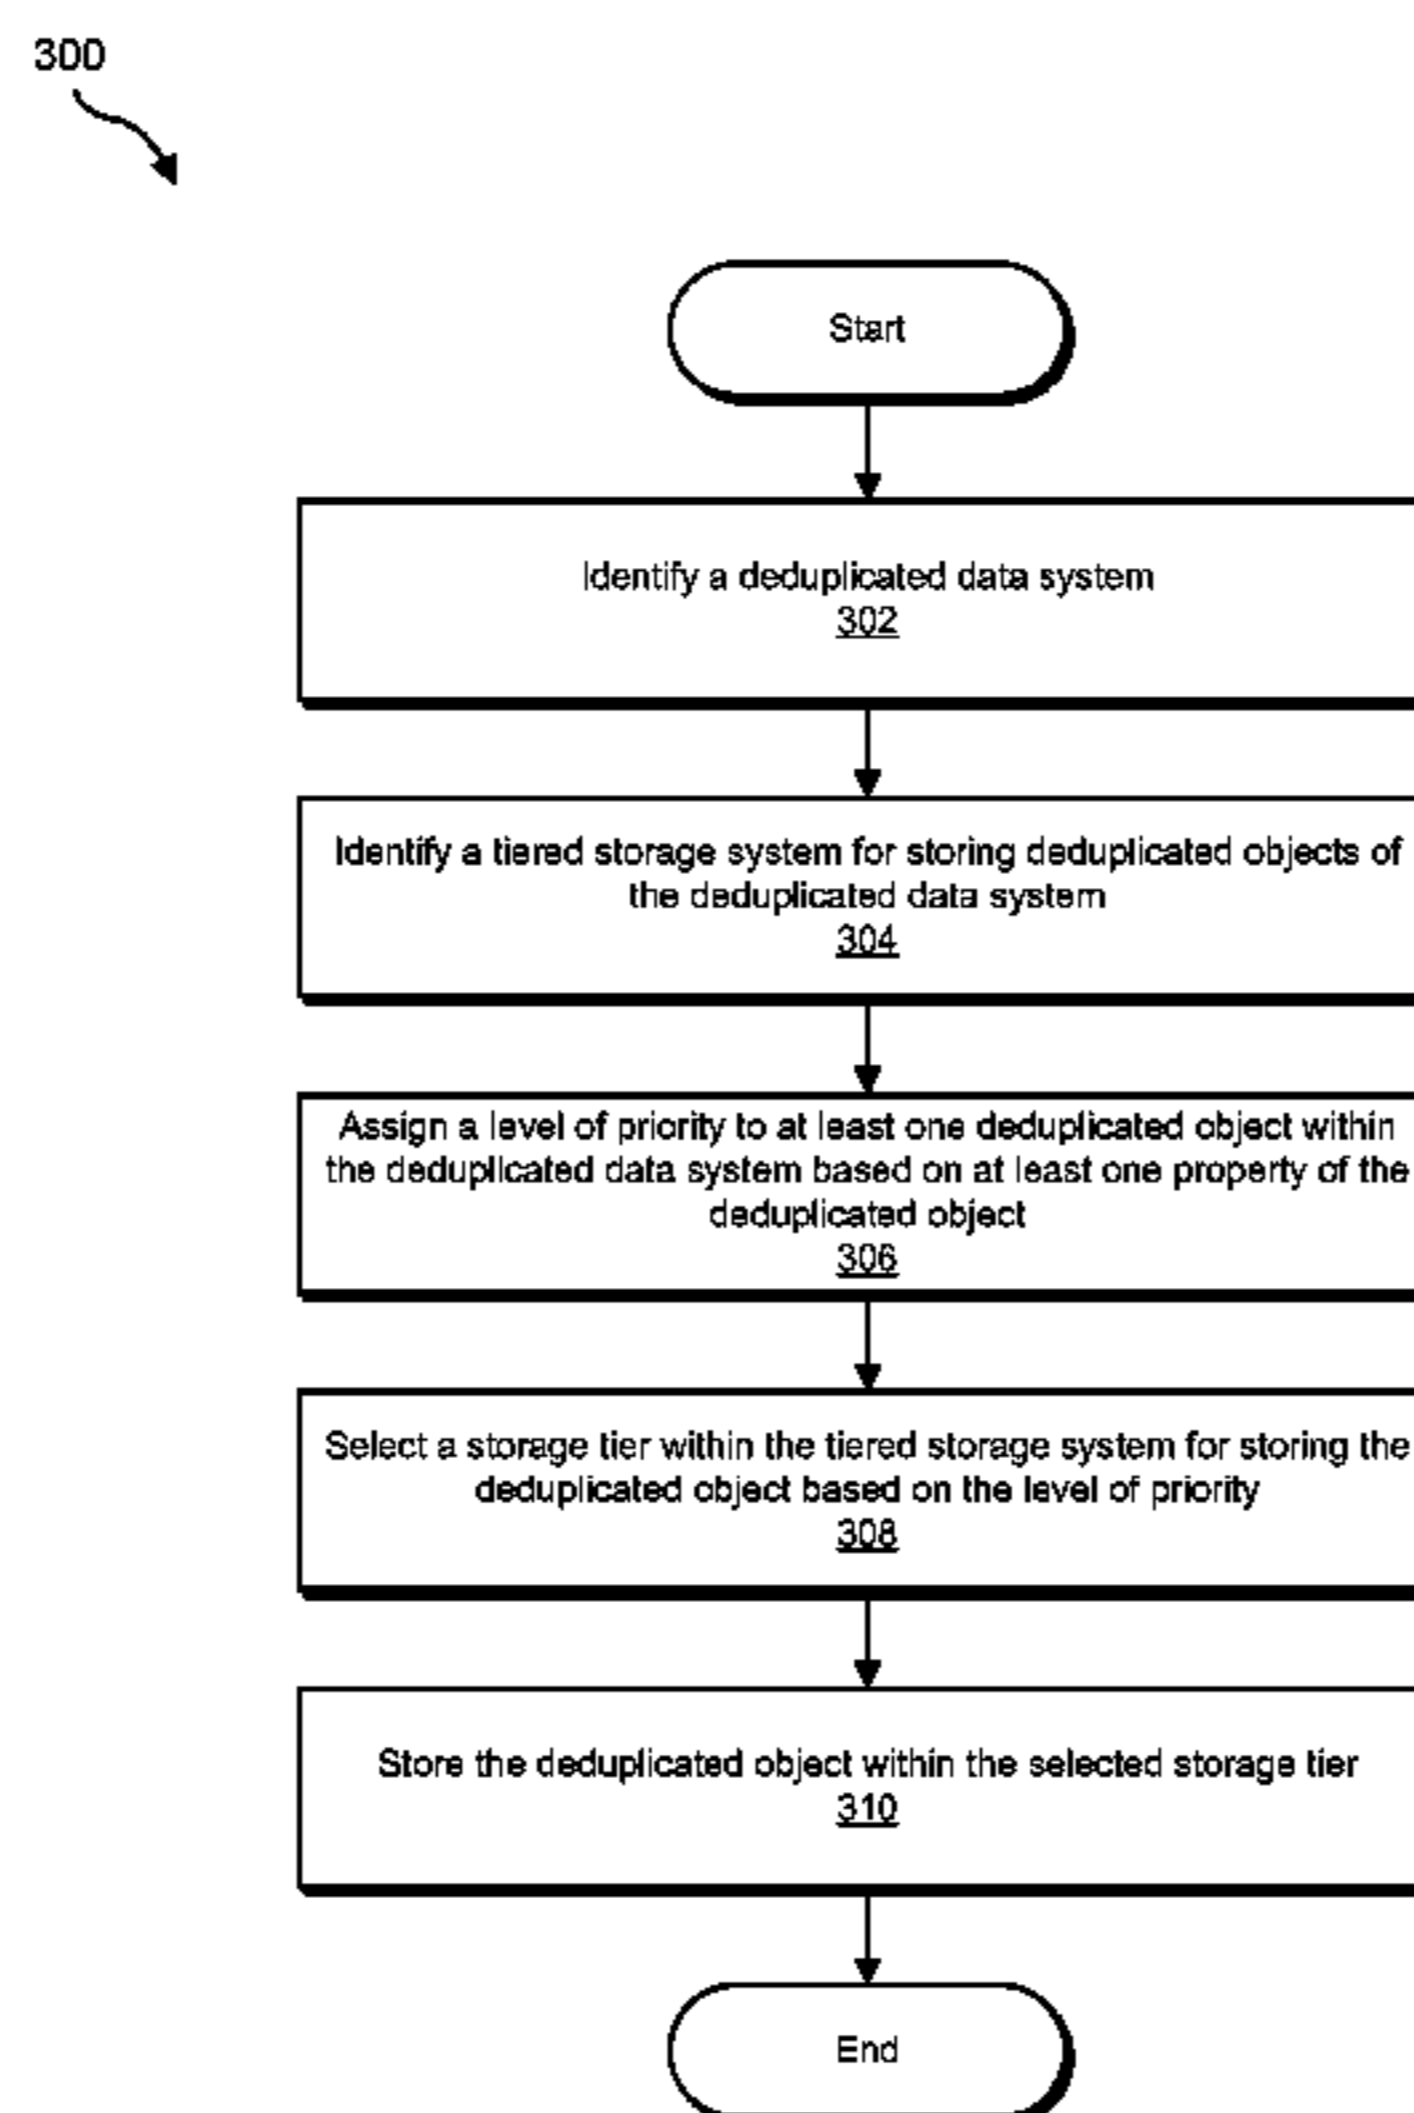 300
Start
Identify a deduplicated data system
302
Identify a tiered storage system for storing deduplicated objects of
the deduplicated data system
304
Assign a level of priority to at least one deduplicated object within
the deduplicated data system based on at least one property of the
deduplicated object
306
Select a storage tier within the tiered storage system for storing the
deduplicated object based on the level of priority
308
Store the deduplicated object within the selected storage tier
310
End